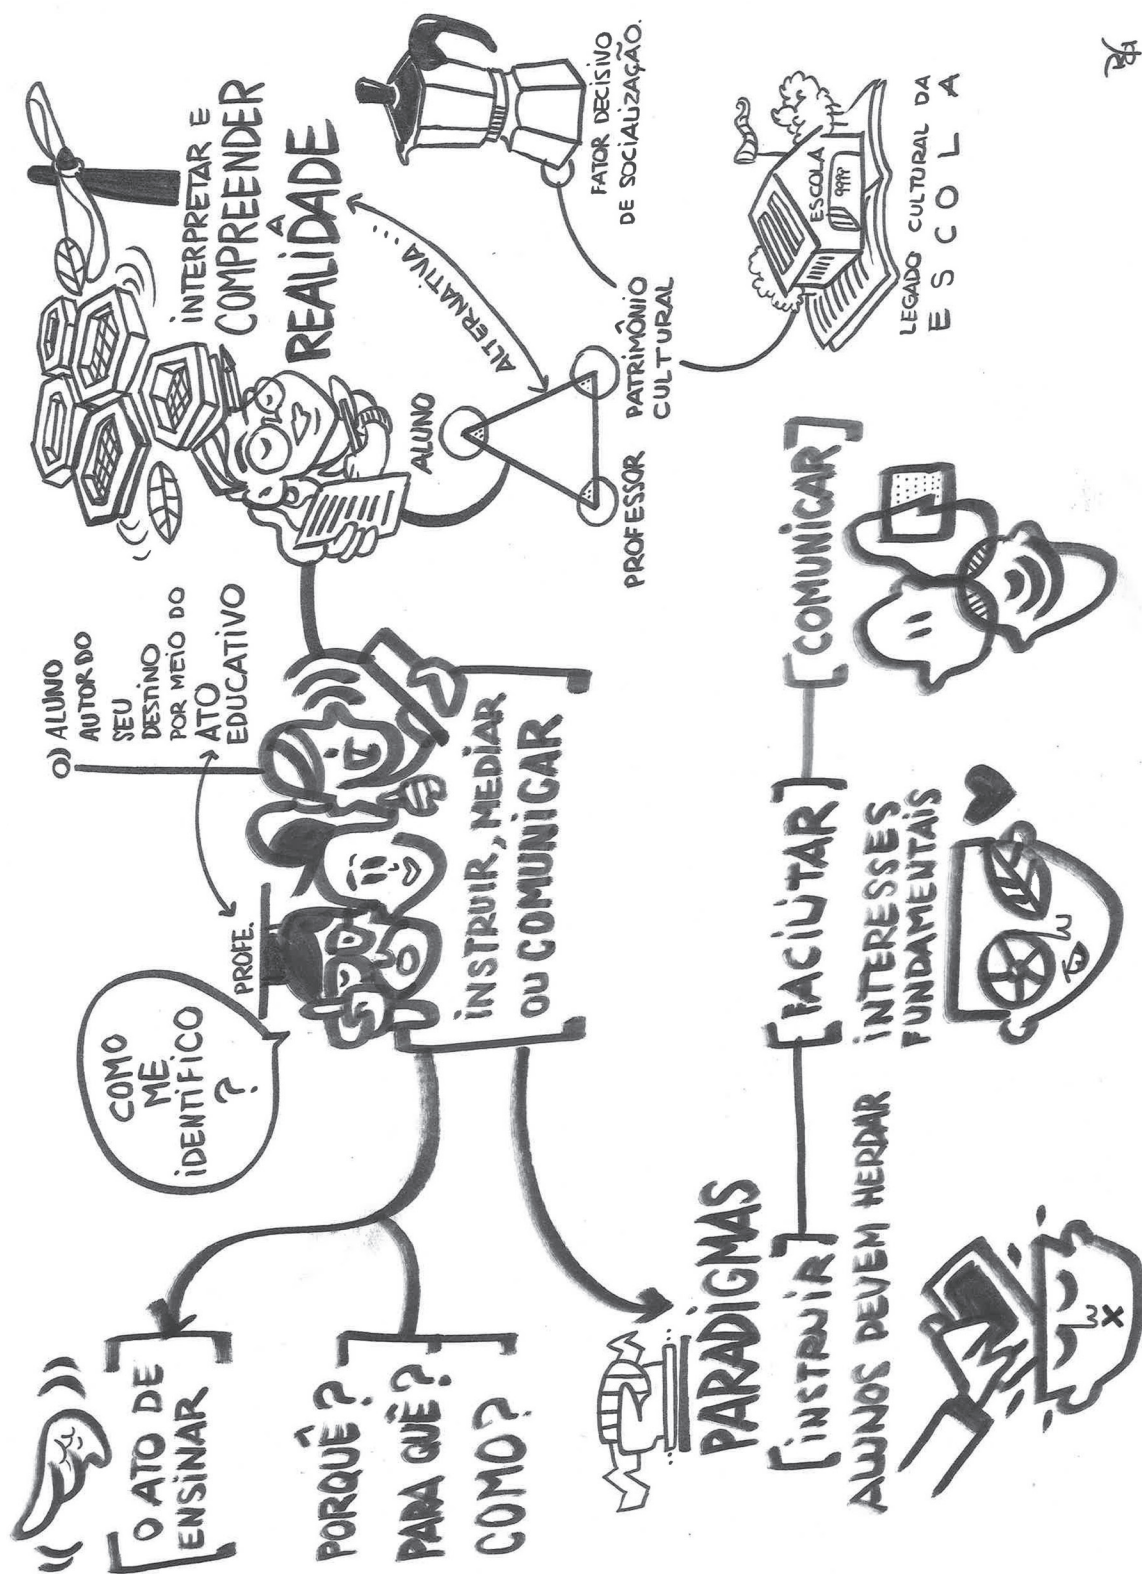 O ATO DE
ENSINAR
PORQUÊ?
PARA QUÊ?
COMO?
COMO
ME
IDENTIFICO
?
PROFE.
ALUNO
AUTOR DO
SEU
DESTINO
POR MEIO DO
ATO
EDUCATIVO
INSTRUIR, MEDIAR
OU COMUNICAR
INTERPRETAR E
COMPREENDER
A
REALIDADE
ALTERNATIVA...
ALUNO
PROFESSOR
PATRIMÔNIO
CULTURAL
FATOR DECISIVO
DE SOCIALIZAÇÃO.
ESCOLA
LEGADO CULTURAL DA
ESCOLA
PARADIGMAS
[INSTRUIR]
ALUNOS DEVEM HERDAR
[FACILITAR]
INTERESSES
FUNDAMENTAIS
[COMUNICAR]